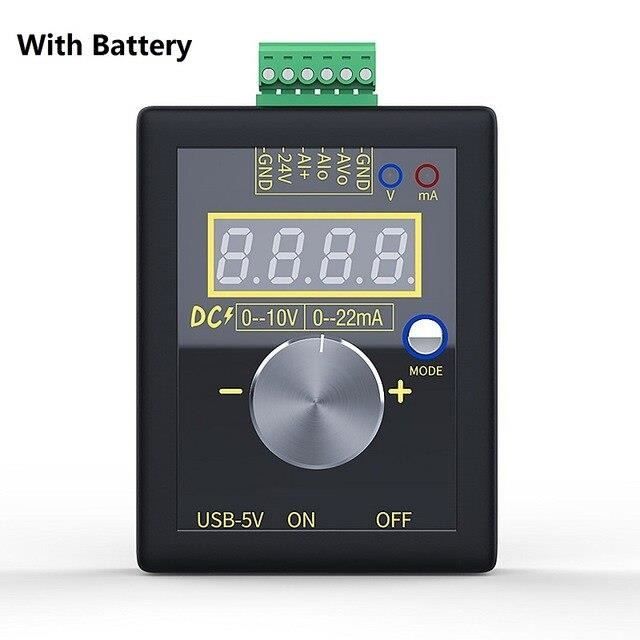 With Battery
-GND
-24V
-AI+
-AIo
-AVo
-GND
V
mA
8.8.8.8
DC
0--10V
0--22mA
MODE
- +
USB-5V ON OFF